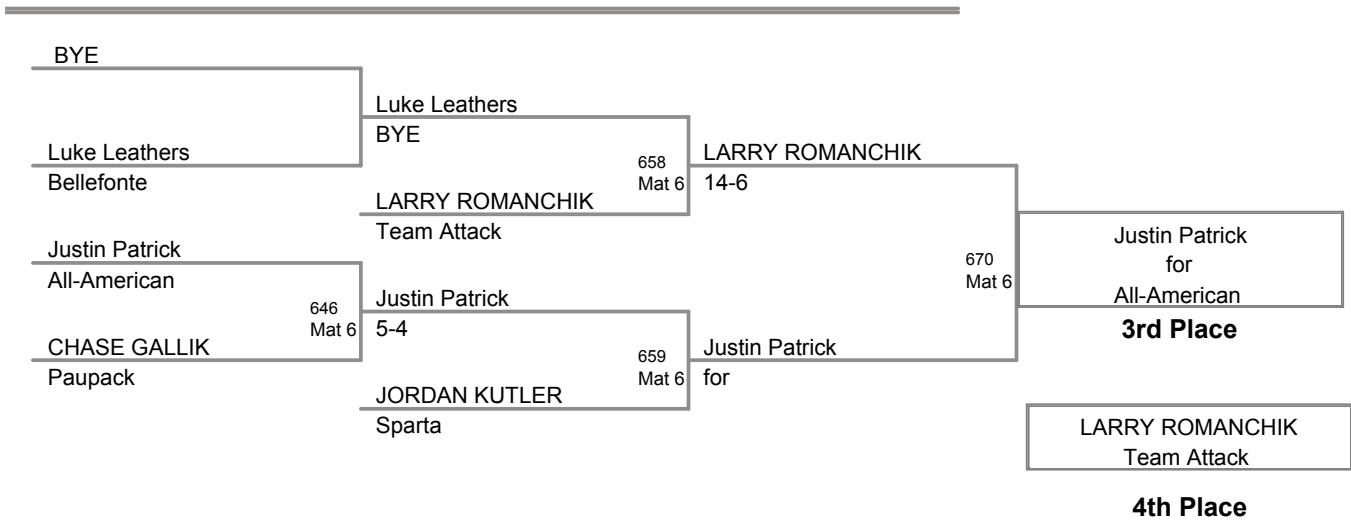 BYE
Luke Leathers
BYE
Luke Leathers
Bellefonte
658
Mat 6
LARRY ROMANCHIK
14-6
LARRY ROMANCHIK
Team Attack
Justin Patrick
All-American
646
Mat 6
Justin Patrick
5-4
CHASE GALLIK
Paupack
659
Mat 6
Justin Patrick
for
JORDAN KUTLER
Sparta
670
Mat 6
Justin Patrick
for
All-American
3rd Place
LARRY ROMANCHIK
Team Attack
4th Place